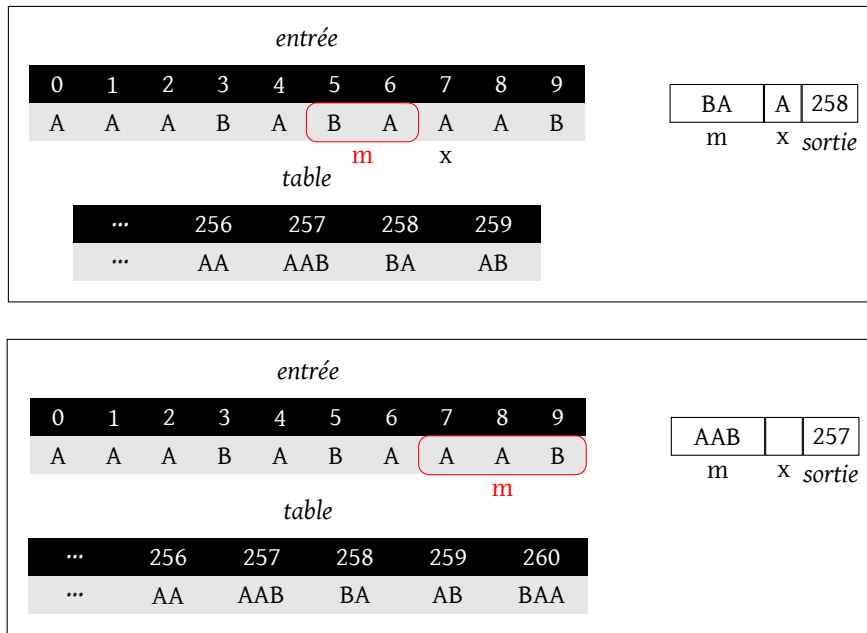 entrée
0 1 2 3 4 5 6 7 8 9
A A A B A B A A A B
m x
BA A 258
m x sortie
table
... 256 257 258 259
... AA AAB BA AB
entrée
0 1 2 3 4 5 6 7 8 9
A A A B A B A A A B
m
AAB 257
m x sortie
table
... 256 257 258 259 260
... AA AAB BA AB BAA